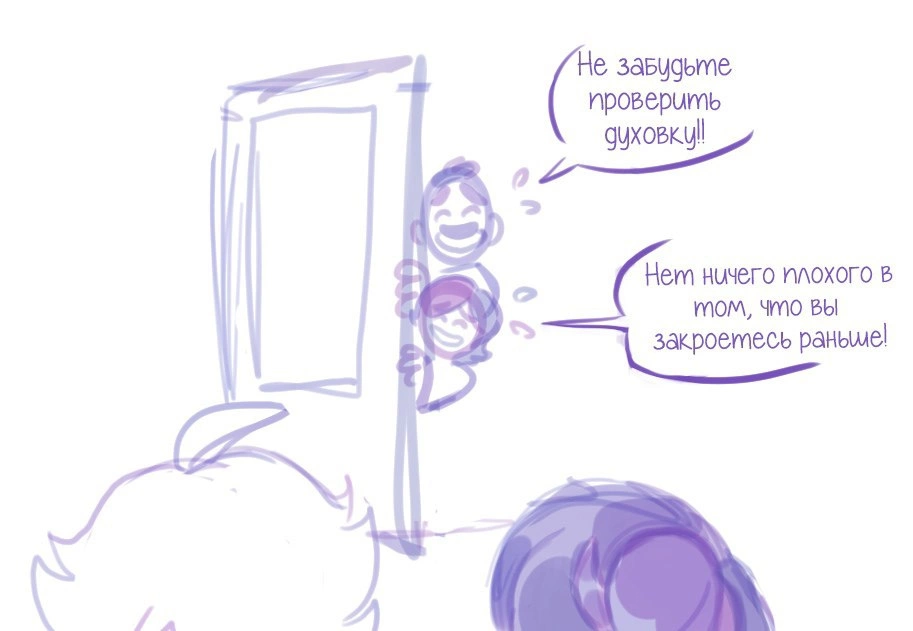 Не забудьте
проверить
духовку!!
Нет ничего плохого в
том, что вы
закроетесь раньше!